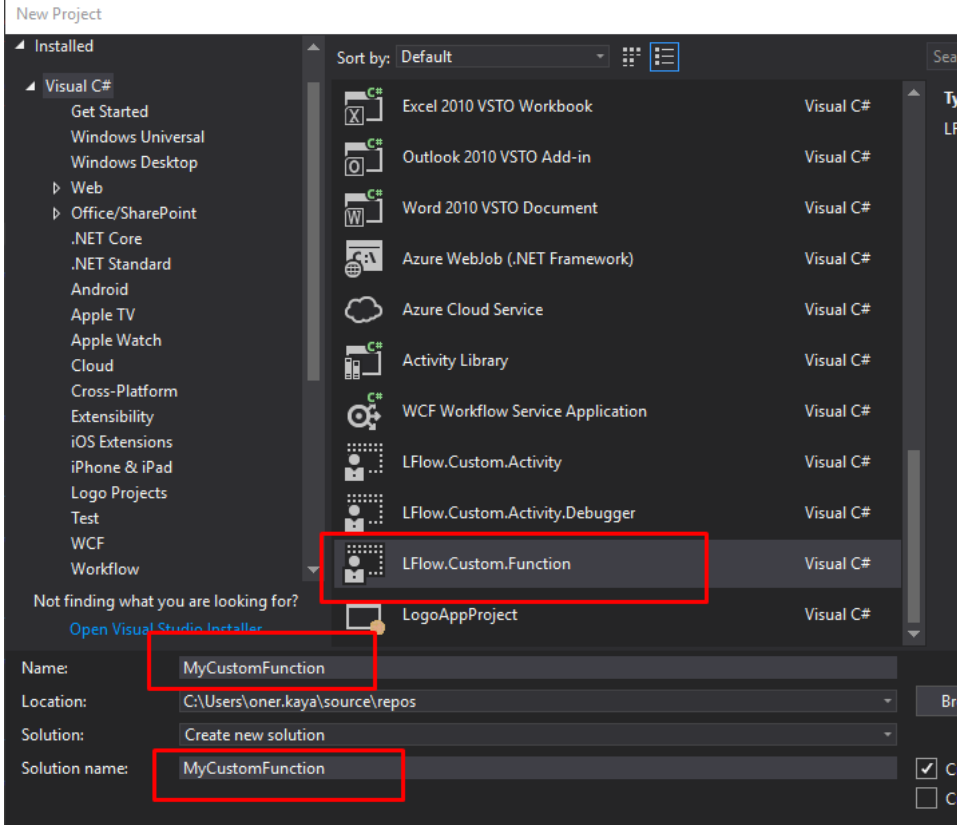 New Project
Installed
Visual C#
Get Started
Windows Universal
Windows Desktop
Web
Office/SharePoint
.NET Core
.NET Standard
Android
Apple TV
Apple Watch
Cloud
Cross-Platform
Extensibility
iOS Extensions
iPhone & iPad
Logo Projects
Test
WCF
Workflow
Not finding what you are looking for?
Open Visual Studio Installer
Sort by: Default
Excel 2010 VSTO Workbook Visual C#
Outlook 2010 VSTO Add-in Visual C#
Word 2010 VSTO Document Visual C#
Azure WebJob (.NET Framework) Visual C#
Azure Cloud Service Visual C#
Activity Library Visual C#
WCF Workflow Service Application Visual C#
LFlow.Custom.Activity Visual C#
LFlow.Custom.Activity.Debugger Visual C#
LFlow.Custom.Function Visual C#
LogoAppProject Visual C#
Name: MyCustomFunction
Location: C:\Users\oner.kaya\source\repos
Solution: Create new solution
Solution name: MyCustomFunction